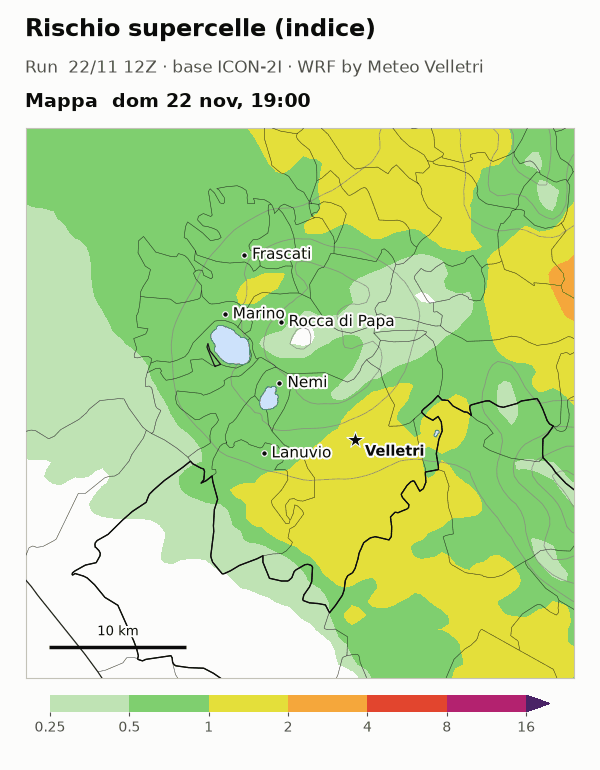 Rischio supercelle (indice)
Run  22/11 12Z · base ICON-2I · WRF by Meteo Velletri
Mappa  dom 22 nov, 19:00
Frascati
Marino
Rocca di Papa
Nemi
Lanuvio
Velletri
10 km
0.25 0.5 1 2 4 8 16